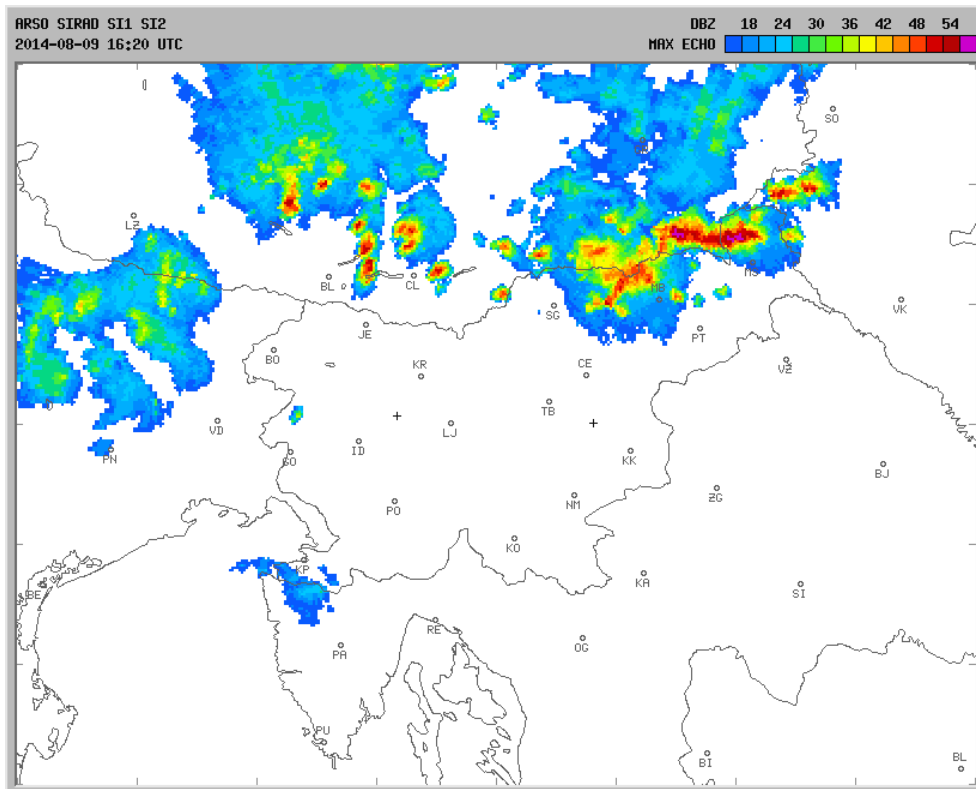 ARSO SIRAD SI1 SI2
DBZ 18 24 30 36 42 48 54
2014-08-09 16:20 UTC
MAX ECHO
SO
LZ
BL
CL
MS
MB
SG
VK
JE
PT
BO
KR
CE
VŽ
TB
VD
LJ
ID
PN
GO
KK
BJ
ZG
PO
NM
KO
KP
KA
BE
SI
RE
PA
OG
PU
BI
BL